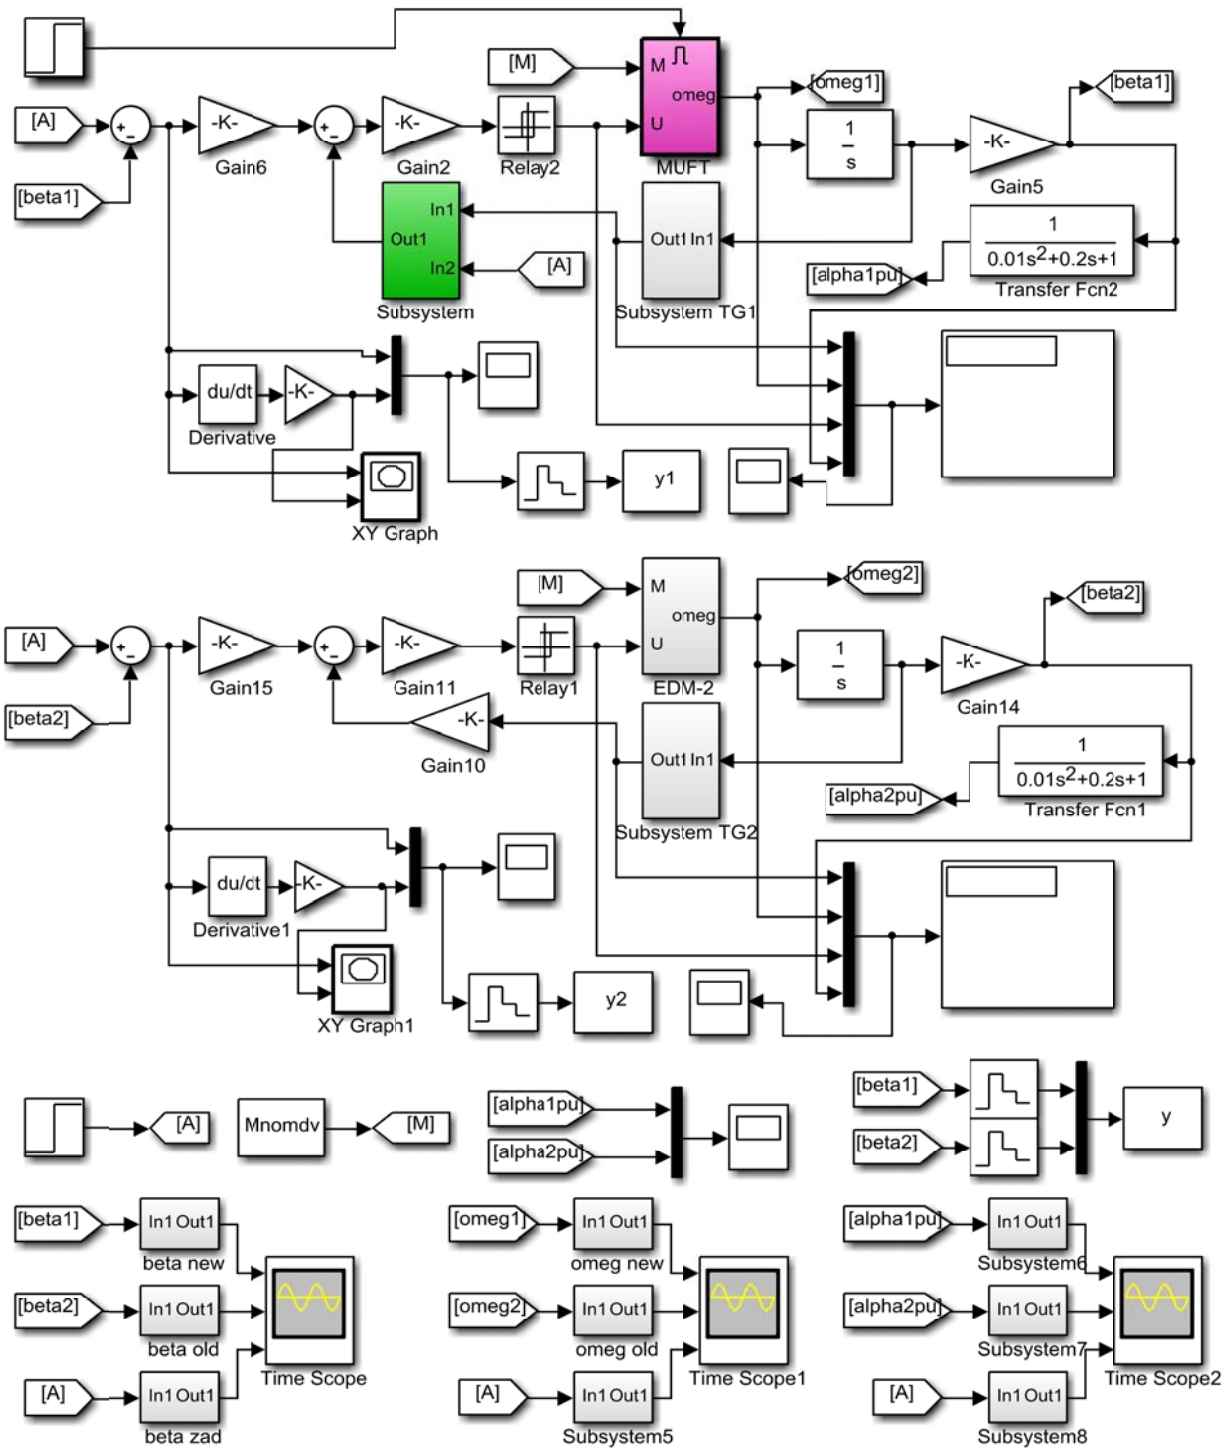 [A]
[beta1]
-K-
Gain6
-K-
Gain2
Relay2
[M]
M
omeg
U
MUFT
[omeg1]
1
s
-K-
Gain5
[beta1]
In1
Out1
In2
Subsystem
[A]
Out1 In1
Subsystem TG1
1
0.01s2+0.2s+1
Transfer Fcn2
[alpha1pu]
du/dt
Derivative
-K-
XY Graph
y1
[A]
[beta2]
-K-
Gain15
-K-
Gain11
Relay1
[M]
M
omeg
U
EDM-2
[omeg2]
1
s
-K-
Gain14
[beta2]
-K-
Gain10
Out1 In1
Subsystem TG2
1
0.01s2+0.2s+1
Transfer Fcn1
[alpha2pu]
du/dt
Derivative1
-K-
XY Graph1
y2
[A]
Mnomdv
[M]
[alpha1pu]
[alpha2pu]
[beta1]
[beta2]
y
[beta1]
In1 Out1
beta new
[beta2]
In1 Out1
beta old
[A]
In1 Out1
beta zad
Time Scope
[omeg1]
In1 Out1
omeg new
[omeg2]
In1 Out1
omeg old
[A]
In1 Out1
Subsystem5
Time Scope1
[alpha1pu]
In1 Out1
Subsystem6
[alpha2pu]
In1 Out1
Subsystem7
[A]
In1 Out1
Subsystem8
Time Scope2